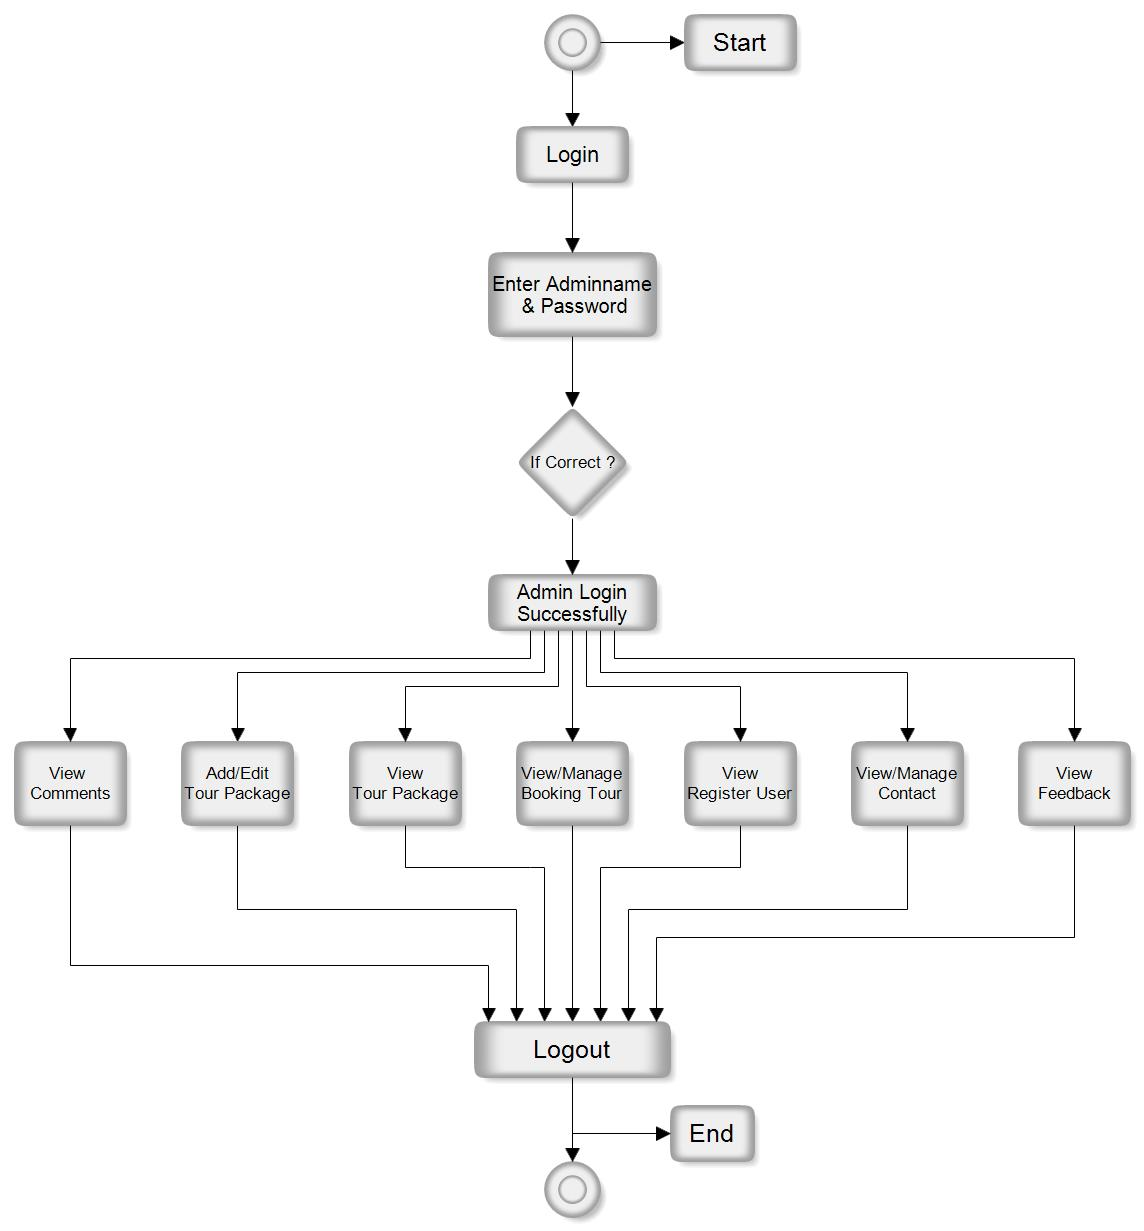 Start
Login
Enter Adminname
& Password
If Correct ?
Admin Login
Successfully
View
Comments
Add/Edit
Tour Package
View
Tour Package
View/Manage
Booking Tour
View
Register User
View/Manage
Contact
View
Feedback
Logout
End